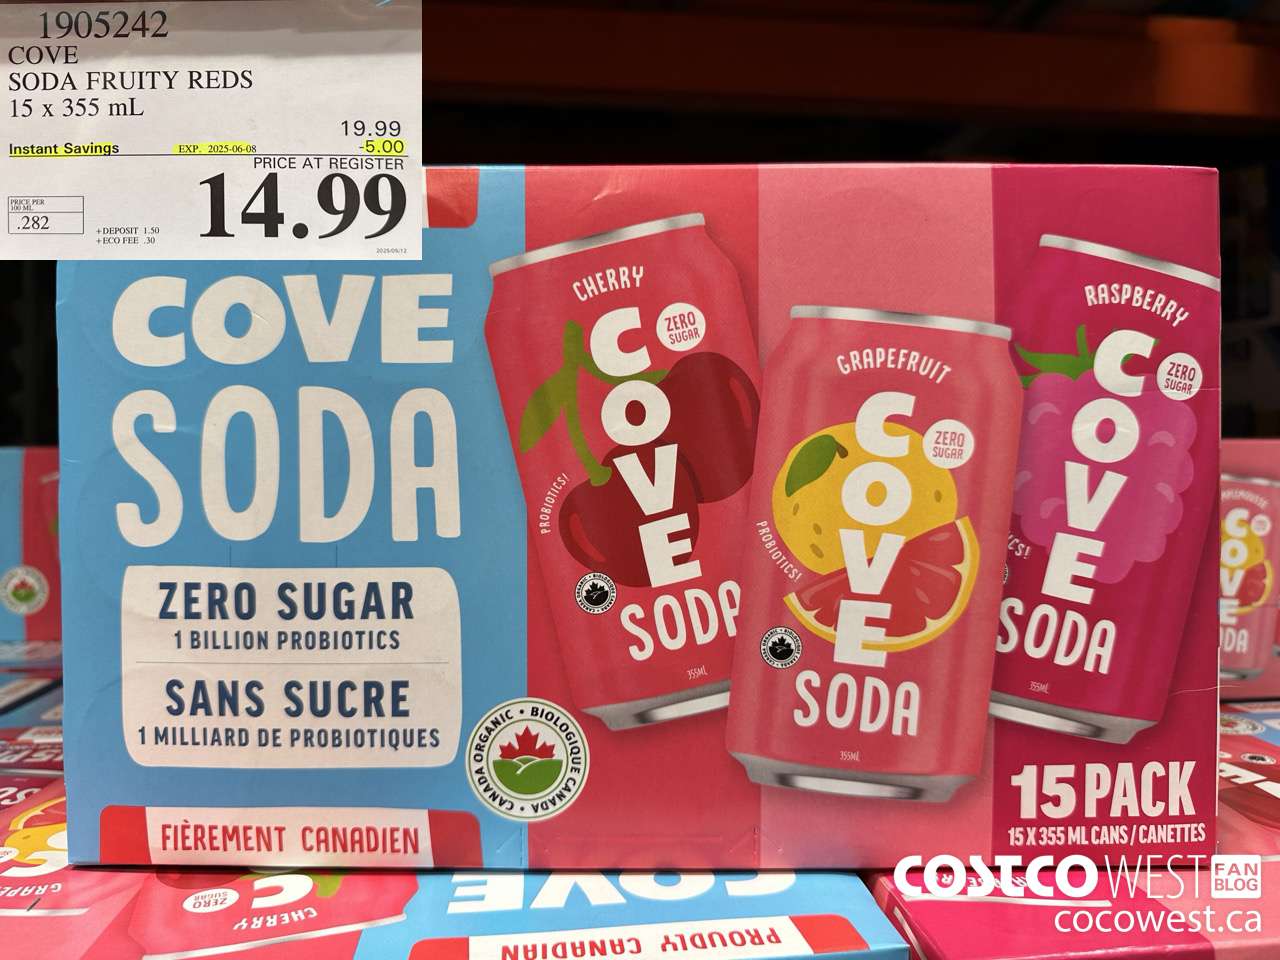 1905242
COVE
SODA FRUITY REDS
15 x 355 mL
19.99
Instant Savings EXP. 2025-06-08 -5.00
PRICE AT REGISTER
14.99
PRICE PER
100 ML
.282
+DEPOSIT 1.50
+ECO FEE .30
2025/05/12
COVE
SODA
ZERO SUGAR
1 BILLION PROBIOTICS
SANS SUCRE
1 MILLIARD DE PROBIOTIQUES
CANADA ORGANIC • BIOLOGIQUE CANADA •
FIÈREMENT CANADIEN
CHERRY
COVE
ZERO
SUGAR
PROBIOTICS!
SODA
355ML
GRAPEFRUIT
COVE
ZERO
SUGAR
PROBIOTICS!
SODA
355ML
RASPBERRY
COVE
ZERO
SUGAR
SODA
355ML
15 PACK
15 X 355 ML CANS / CANETTES
COSTCO WEST FAN
BLOG
cocowest.ca
CHERRY
ZERO
SUGAR
COVE
PROUDLY CANADIAN